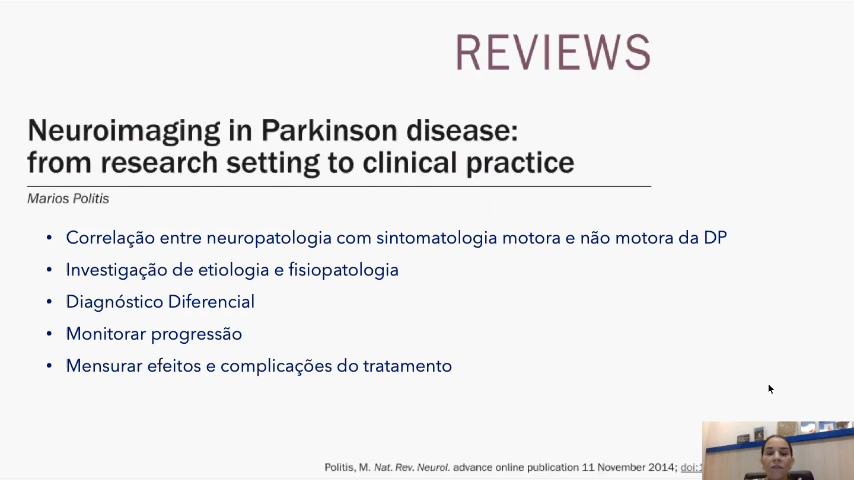 REVIEWS
Neuroimaging in Parkinson disease:
from research setting to clinical practice
Marios Politis
• Correlação entre neuropatologia com sintomatologia motora e não motora da DP
• Investigação de etiologia e fisiopatologia
• Diagnóstico Diferencial
• Monitorar progressão
• Mensurar efeitos e complicações do tratamento
Politis, M. Nat. Rev. Neurol. advance online publication 11 November 2014; doi:1